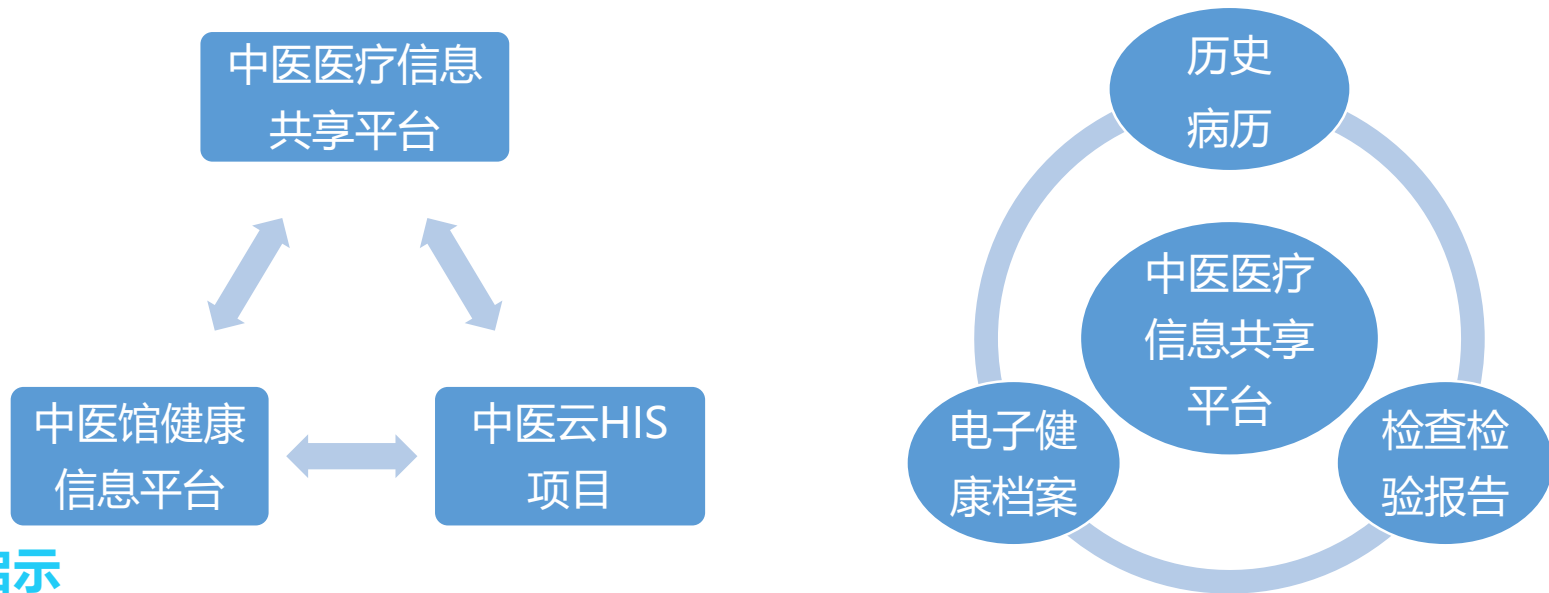 中医医疗信息
共享平台
中医馆健康
信息平台
中医云HIS
项目
历史
病历
中医医疗
信息共享
平台
电子健
康档案
检查检
验报告
启示